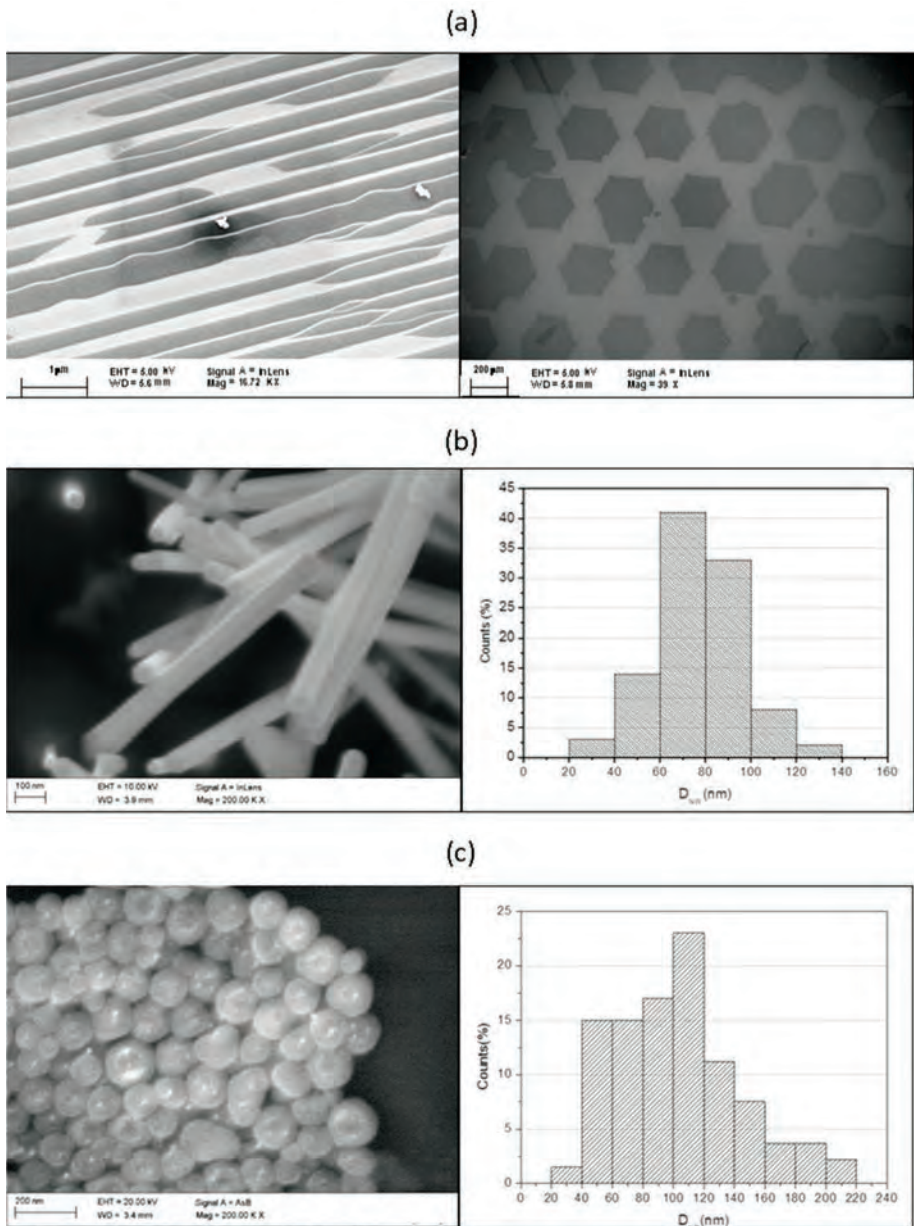 (a)
1µm
EHT = 5.00 kV Signal A = InLens
WD = 5.6 mm Mag = 16.72 K X
200 µm
EHT = 5.00 kV Signal A = InLens
WD = 5.8 mm Mag = 39 X
(b)
100 nm
EHT = 10.00 kV Signal A = InLens
WD = 3.9 mm Mag = 200.00 K X
45
40
35
30
25
20
15
10
5
0
Counts (%)
0 20 40 60 80 100 120 140 160
D (nm)
(c)
200 nm
EHT = 20.00 kV Signal A = AsB
WD = 3.4 mm Mag = 200.00 K X
25
20
15
10
5
0
Counts(%)
0 20 40 60 80 100 120 140 160 180 200 220 240
D (nm)